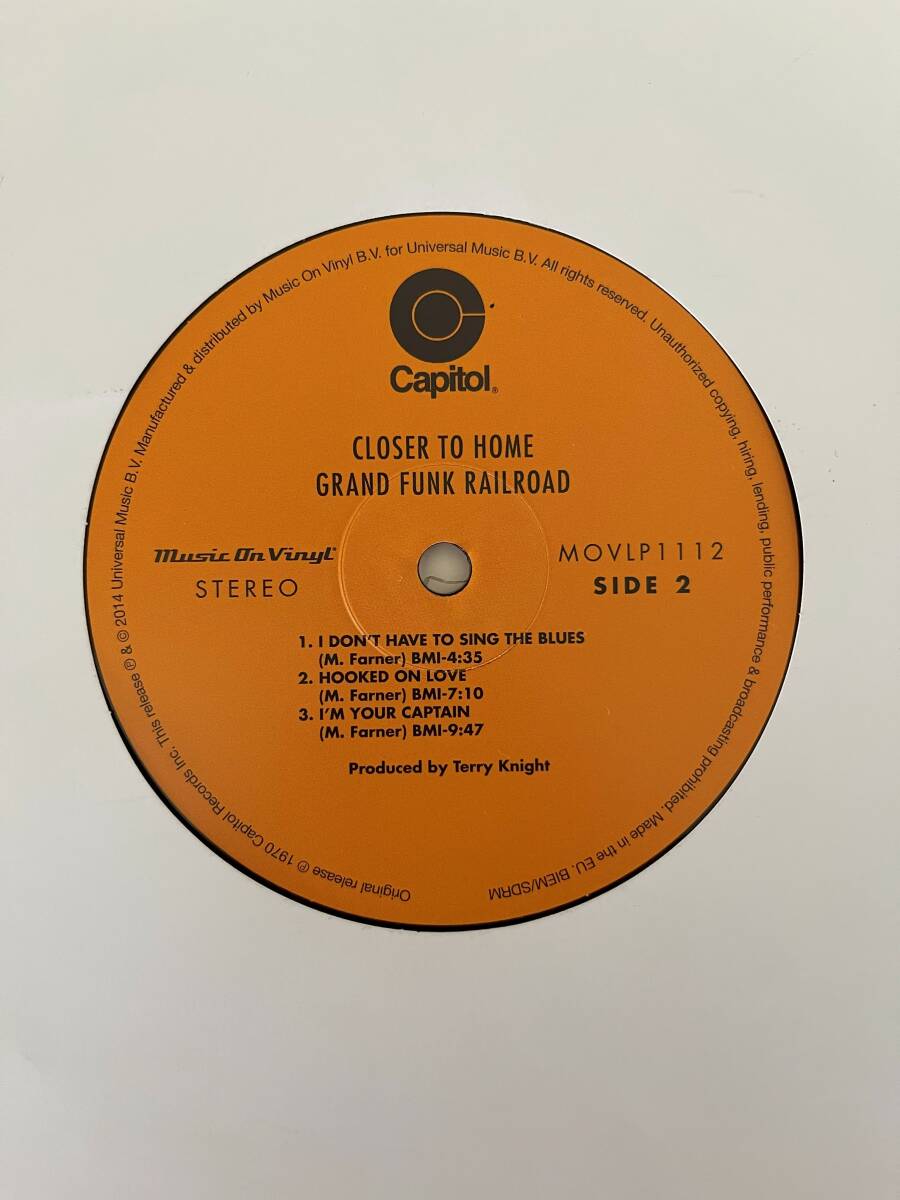 Original release ℗ 1970 Capitol Records Inc. This release ℗ & © 2014 Universal Music B.V. Manufactured & distributed by Music On Vinyl B.V. for Universal Music B.V. All rights reserved. Unauthorized copying, hiring, lending, public performance & broadcasting prohibited. Made in the EU. BIEM/SDRM
Capitol®
CLOSER TO HOME
GRAND FUNK RAILROAD
Music On Vinyl®
STEREO
MOVLP1112
SIDE 2
1. I DON'T HAVE TO SING THE BLUES
(M. Farner) BMI-4:35
2. HOOKED ON LOVE
(M. Farner) BMI-7:10
3. I'M YOUR CAPTAIN
(M. Farner) BMI-9:47
Produced by Terry Knight